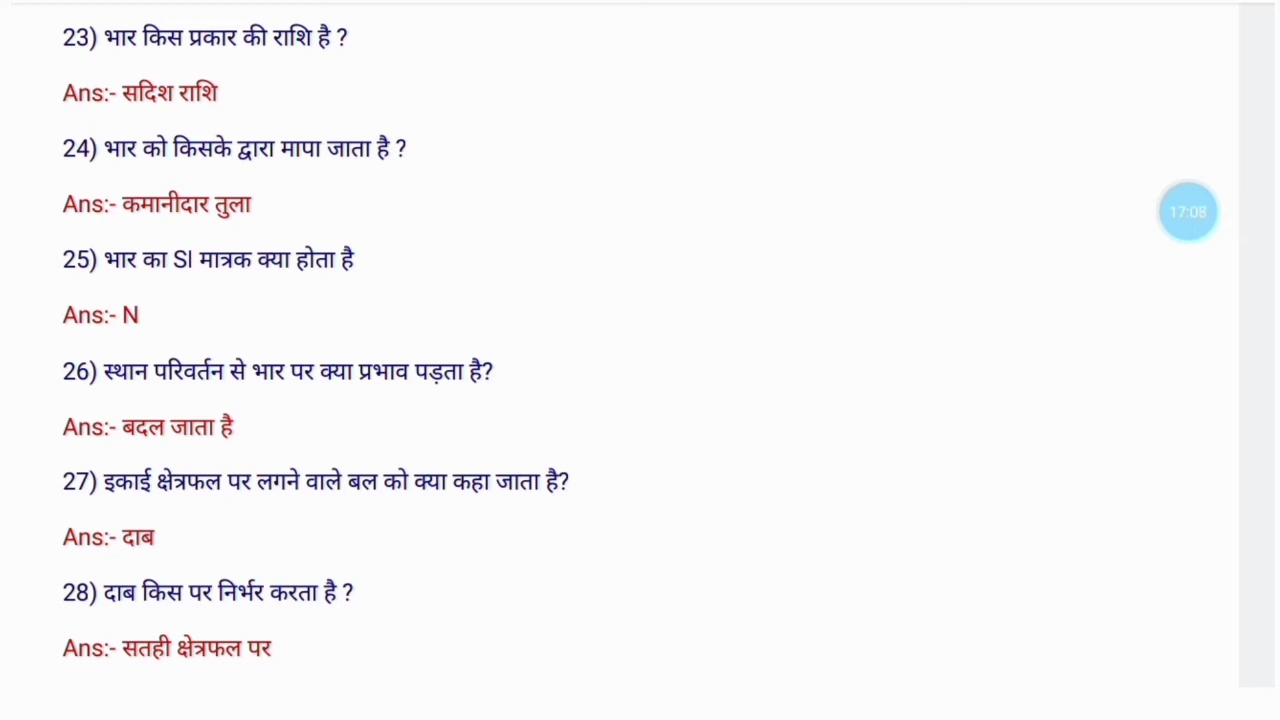 23) भार किस प्रकार की राशि है ?
Ans:- सदिश राशि
24) भार को किसके द्वारा मापा जाता है ?
Ans:- कमानीदार तुला
17:08
25) भार का SI मात्रक क्या होता है
Ans:- N
26) स्थान परिवर्तन से भार पर क्या प्रभाव पड़ता है?
Ans:- बदल जाता है
27) इकाई क्षेत्रफल पर लगने वाले बल को क्या कहा जाता है?
Ans:- दाब
28) दाब किस पर निर्भर करता है ?
Ans:- सतही क्षेत्रफल पर